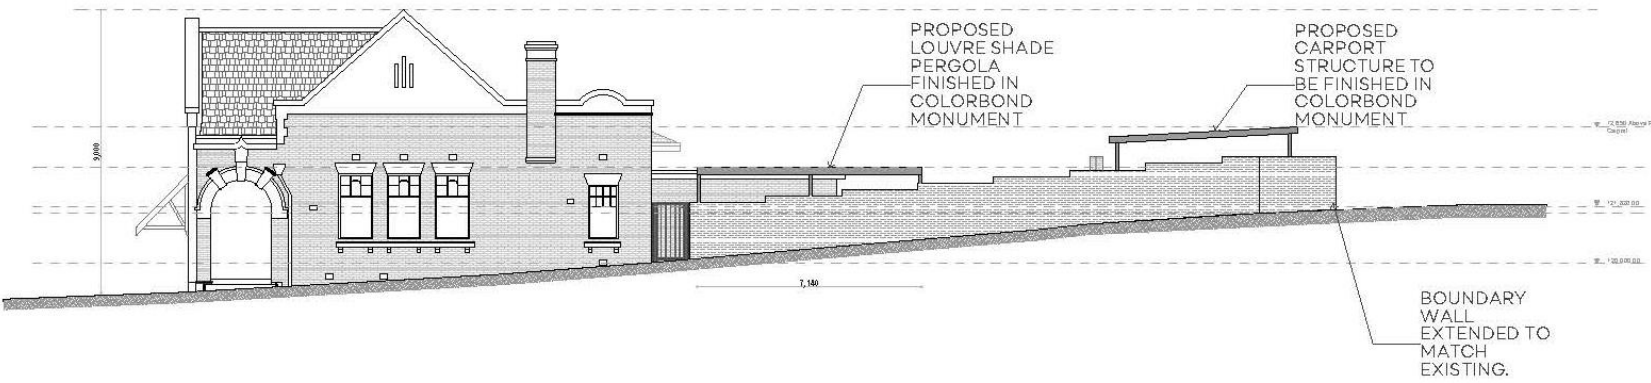 PROPOSED
LOUVRE SHADE
PERGOLA
FINISHED IN
COLORBOND
MONUMENT
PROPOSED
CARPORT
STRUCTURE TO
BE FINISHED IN
COLORBOND
MONUMENT
9,000
7,140
BOUNDARY
WALL
EXTENDED TO
MATCH
EXISTING.